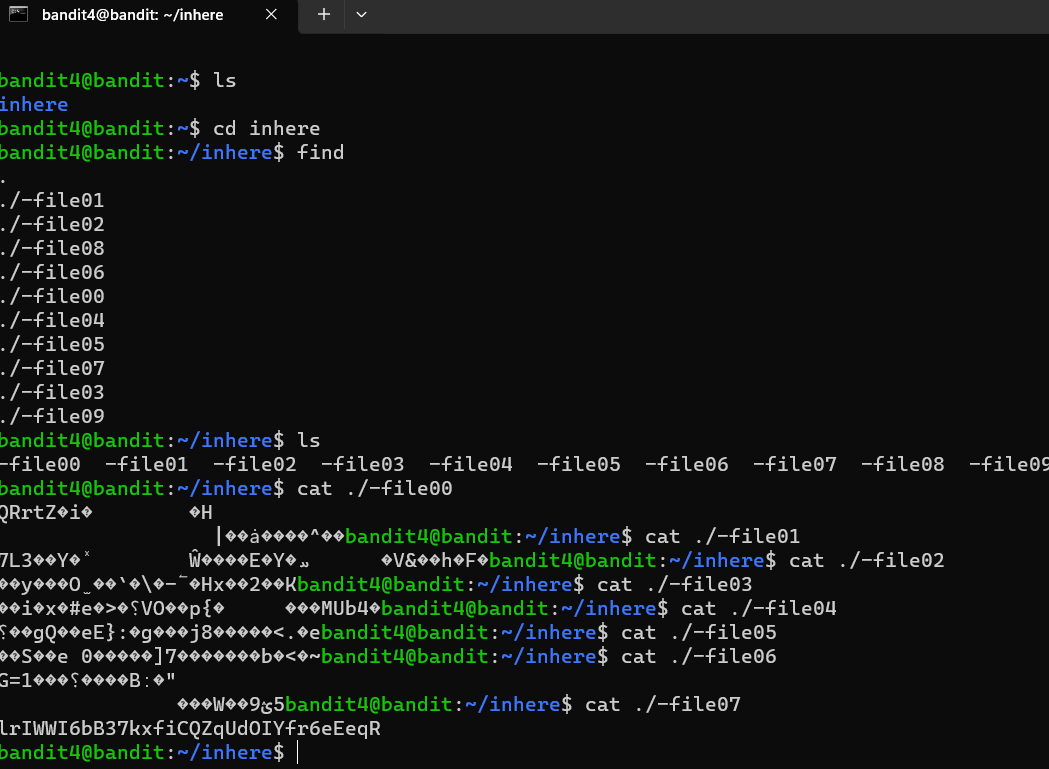 bandit4@bandit: ~/inhere
bandit4@bandit:~$ ls
inhere
bandit4@bandit:~$ cd inhere
bandit4@bandit:~/inhere$ find
.
./-file01
./-file02
./-file08
./-file06
./-file00
./-file04
./-file05
./-file07
./-file03
./-file09
bandit4@bandit:~/inhere$ ls
-file00  -file01  -file02  -file03  -file04  -file05  -file06  -file07  -file08  -file09
bandit4@bandit:~/inhere$ cat ./-file00
QRrtZ�i�        �H
|��ȧ����^��bandit4@bandit:~/inhere$ cat ./-file01
7L3��Y�        Ŵ����E�Y�        �V&��h�F�bandit4@bandit:~/inhere$ cat ./-file02
��y���O��'�\�-�Hx��2��Kbandit4@bandit:~/inhere$ cat ./-file03
��i�x�#e�>�؟VO��p{�     ���MUb4�bandit4@bandit:~/inhere$ cat ./-file04
؟��gQ��eE}:�g���j8�����<.�ebandit4@bandit:~/inhere$ cat ./-file05
��S��e 0�����]7�������b�<�~bandit4@bandit:~/inhere$ cat ./-file06
G=1���؟����B:�"
���W��95bandit4@bandit:~/inhere$ cat ./-file07
lrIWWI6bB37kxfiCQZqUdOIYfr6eEeqR
bandit4@bandit:~/inhere$